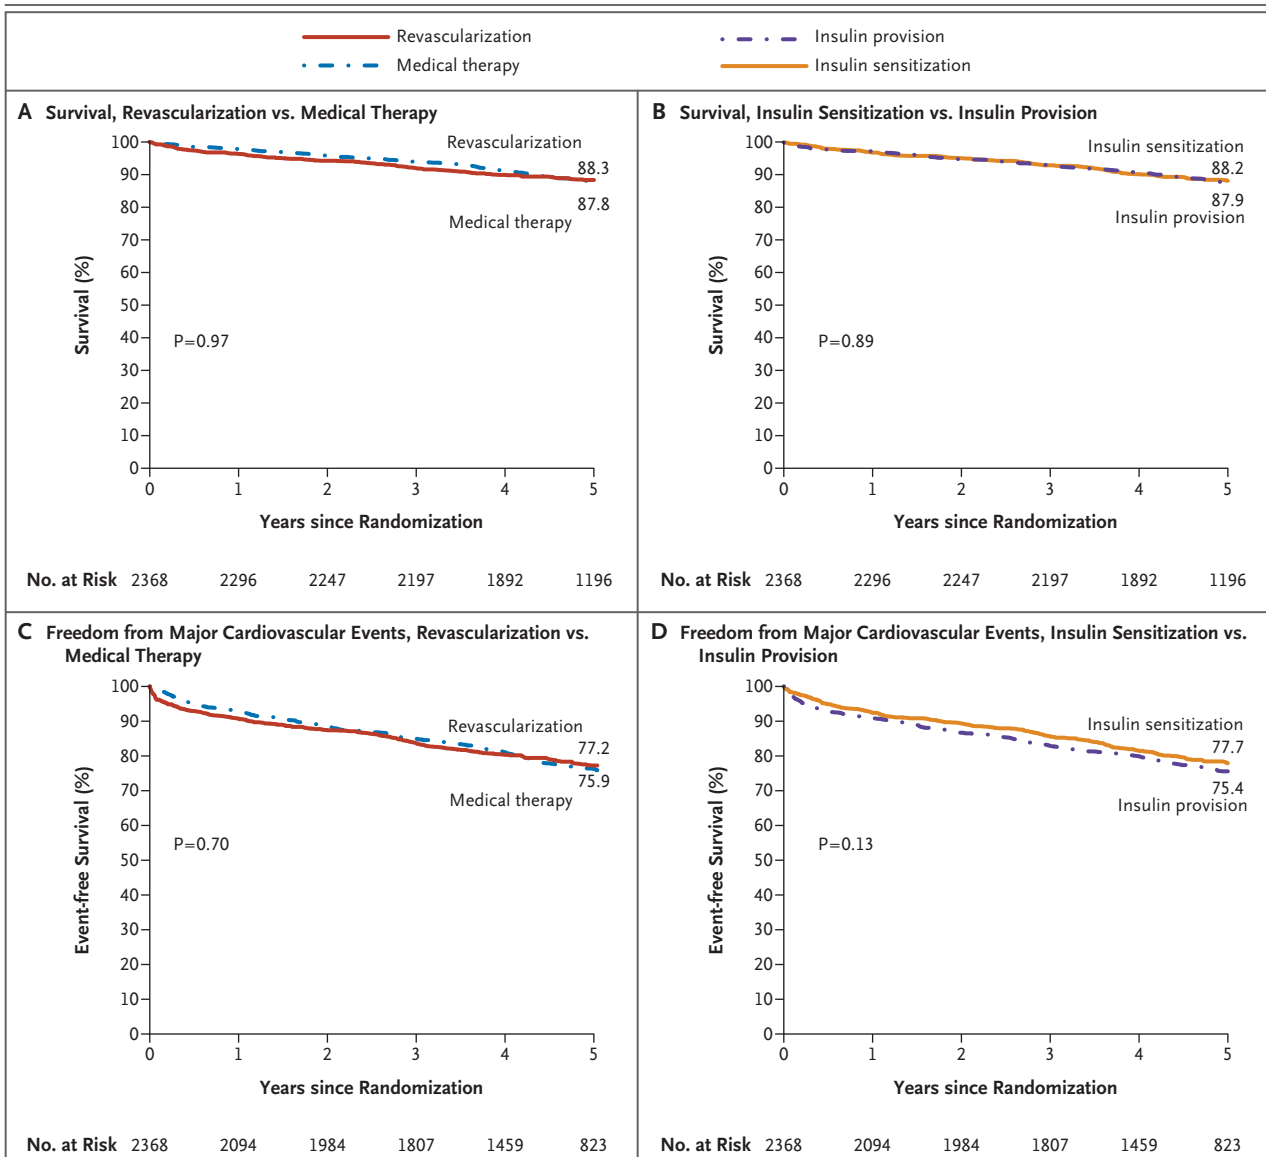 Revascularization
Medical therapy
Insulin provision
Insulin sensitization
A Survival, Revascularization vs. Medical Therapy
100
90
80
70
60
50
40
30
20
10
0
Survival (%)
Revascularization
88.3
87.8
Medical therapy
P=0.97
0 1 2 3 4 5
Years since Randomization
No. at Risk 2368 2296 2247 2197 1892 1196
B Survival, Insulin Sensitization vs. Insulin Provision
100
90
80
70
60
50
40
30
20
10
0
Survival (%)
Insulin sensitization
88.2
87.9
Insulin provision
P=0.89
0 1 2 3 4 5
Years since Randomization
No. at Risk 2368 2296 2247 2197 1892 1196
C Freedom from Major Cardiovascular Events, Revascularization vs.
Medical Therapy
100
90
80
70
60
50
40
30
20
10
0
Event-free Survival (%)
Revascularization
77.2
75.9
Medical therapy
P=0.70
0 1 2 3 4 5
Years since Randomization
No. at Risk 2368 2094 1984 1807 1459 823
D Freedom from Major Cardiovascular Events, Insulin Sensitization vs.
Insulin Provision
100
90
80
70
60
50
40
30
20
10
0
Event-free Survival (%)
Insulin sensitization
77.7
75.4
Insulin provision
P=0.13
0 1 2 3 4 5
Years since Randomization
No. at Risk 2368 2094 1984 1807 1459 823